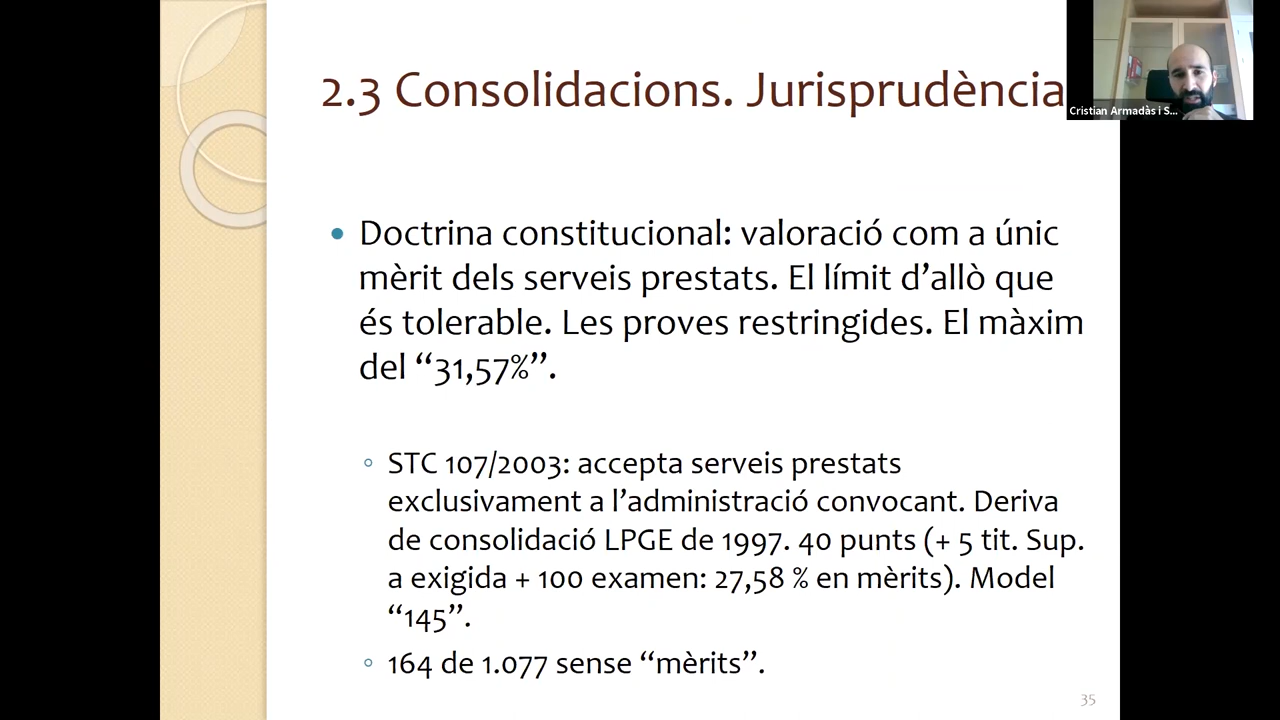 2.3 Consolidacions. Jurisprudència
Cristian Armadàs i S...
• Doctrina constitucional: valoració com a únic
mèrit dels serveis prestats. El límit d’allò que
és tolerable. Les proves restringides. El màxim
del “31,57%”.
◦ STC 107/2003: accepta serveis prestats
exclusivament a l’administració convocant. Deriva
de consolidació LPGE de 1997. 40 punts (+ 5 tit. Sup.
a exigida + 100 examen: 27,58 % en mèrits). Model
“145”.
◦ 164 de 1.077 sense “mèrits”.
35